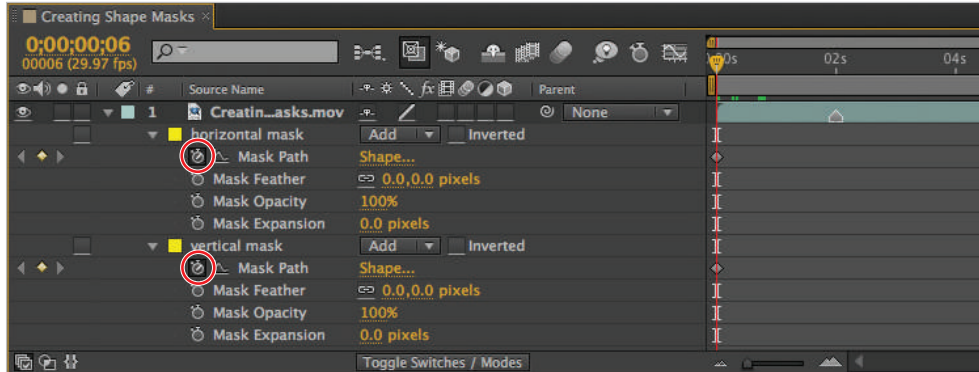 Creating Shape Masks
0;00;00;06
00006 (29.97 fps)
00s 02s 04s
# Source Name fx Parent
1 Creatin...asks.mov None
horizontal mask Add Inverted
Mask Path Shape...
Mask Feather 0.0,0.0 pixels
Mask Opacity 100%
Mask Expansion 0.0 pixels
vertical mask Add Inverted
Mask Path Shape...
Mask Feather 0.0,0.0 pixels
Mask Opacity 100%
Mask Expansion 0.0 pixels
Toggle Switches / Modes